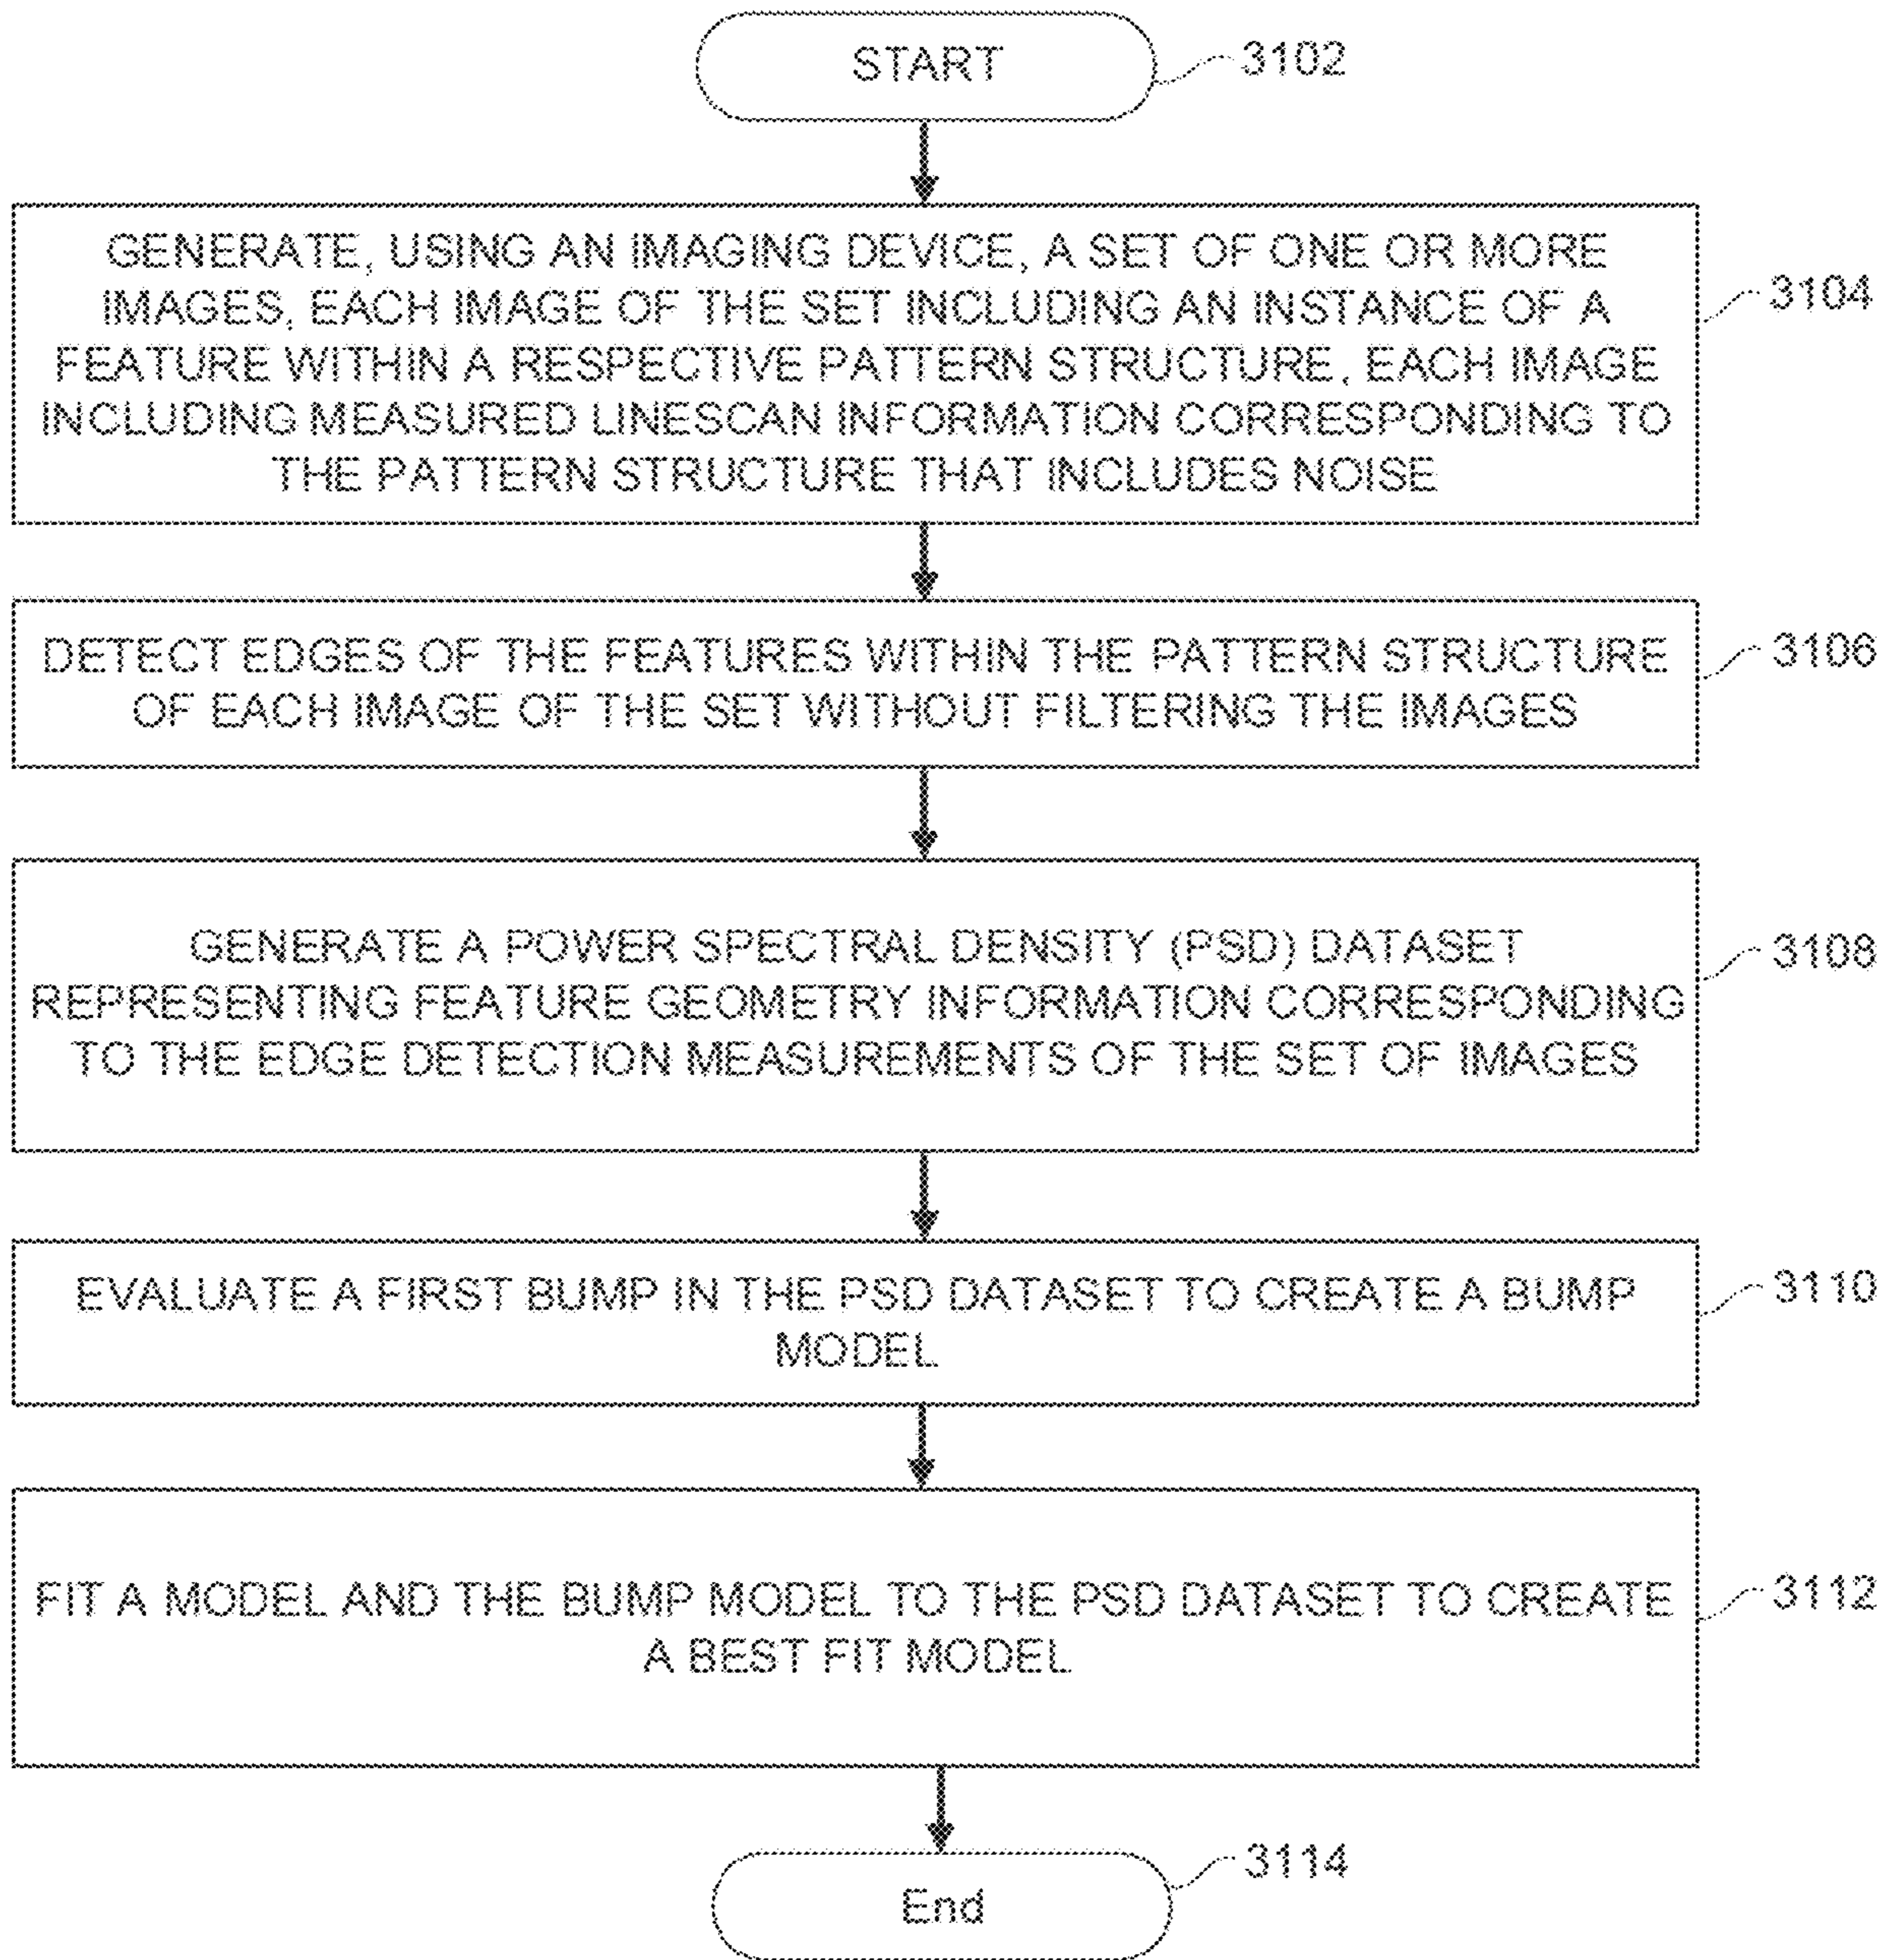 START
3102
GENERATE, USING AN IMAGING DEVICE, A SET OF ONE OR MORE
IMAGES, EACH IMAGE OF THE SET INCLUDING AN INSTANCE OF A
FEATURE WITHIN A RESPECTIVE PATTERN STRUCTURE, EACH IMAGE
INCLUDING MEASURED LINESCAN INFORMATION CORRESPONDING TO
THE PATTERN STRUCTURE THAT INCLUDES NOISE
3104
DETECT EDGES OF THE FEATURES WITHIN THE PATTERN STRUCTURE
OF EACH IMAGE OF THE SET WITHOUT FILTERING THE IMAGES
3106
GENERATE A POWER SPECTRAL DENSITY (PSD) DATASET
REPRESENTING FEATURE GEOMETRY INFORMATION CORRESPONDING
TO THE EDGE DETECTION MEASUREMENTS OF THE SET OF IMAGES
3108
EVALUATE A FIRST BUMP IN THE PSD DATASET TO CREATE A BUMP
MODEL
3110
FIT A MODEL AND THE BUMP MODEL TO THE PSD DATASET TO CREATE
A BEST FIT MODEL
3112
End
3114